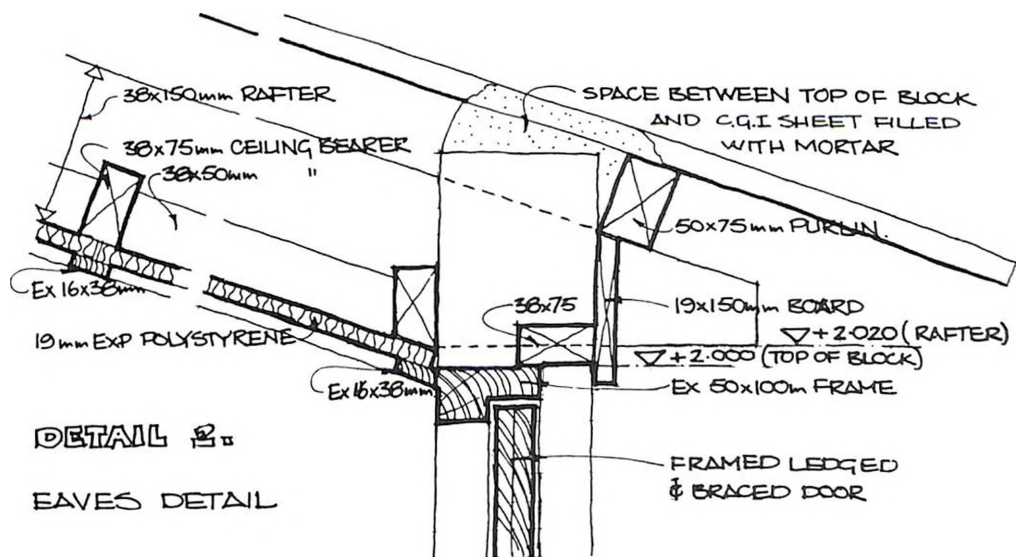 38x150mm RAFTER
38x75mm CEILING BEARER
38x50mm "
SPACE BETWEEN TOP OF BLOCK
AND C.G.I SHEET FILLED
WITH MORTAR
50x75mm PURLIN.
Ex 16x38mm
19mm EXP POLYSTYRENE
38x75
19x150mm BOARD
+2.020 (RAFTER)
+2.000 (TOP OF BLOCK)
Ex 16x38mm
Ex 50x100m FRAME
DETAIL 2.
EAVES DETAIL
FRAMED LEDGED
& BRACED DOOR